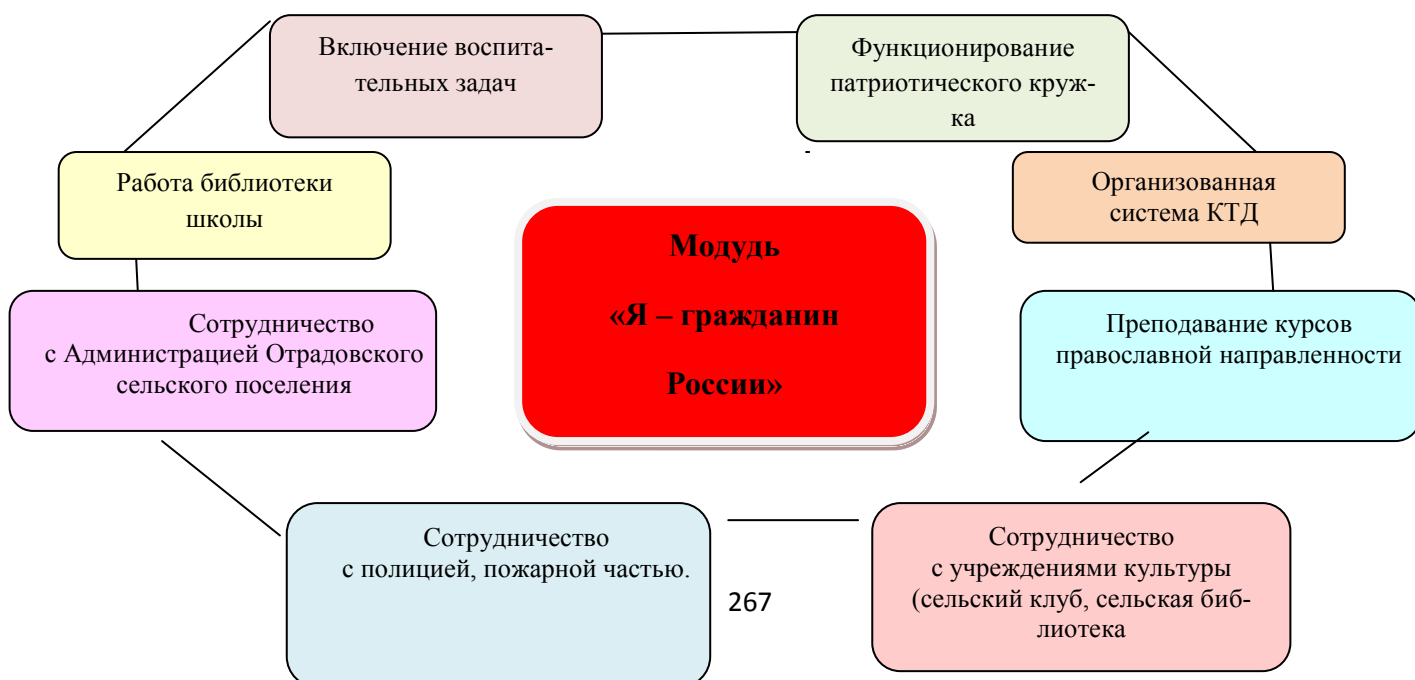 Включение воспита-
тельных задач
Функционирование
патриотического круж-
ка
Работа библиотеки
школы
Организованная
система КТД
Модудь
«Я – гражданин
России»
Сотрудничество
с Администрацией Отрадовского
сельского поселения
Преподавание курсов
православной направленности
Сотрудничество
с полицией, пожарной частью.
Сотрудничество
с учреждениями культуры
(сельский клуб, сельская биб-
лиотека
267